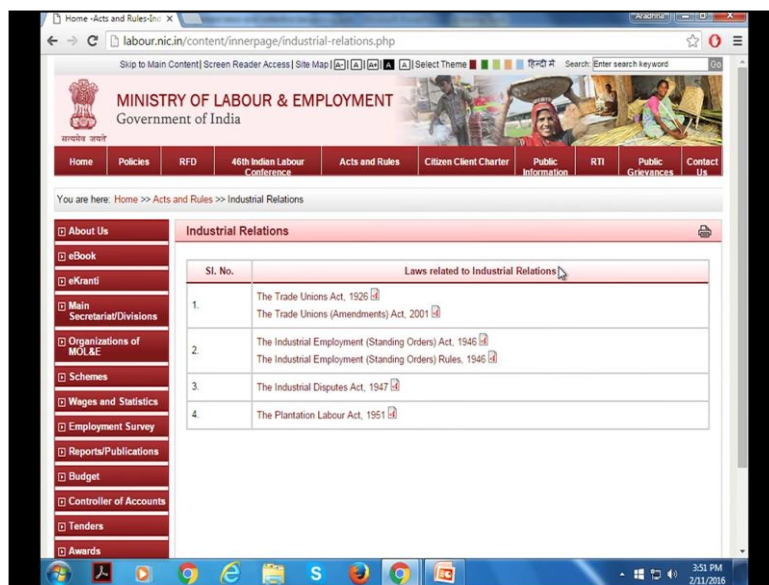 Home -Acts and Rules-Ind
Aradhna
labour.nic.in/content/innerpage/industrial-relations.php
Skip to Main Content| Screen Reader Access| Site Map| A- | A | A+ | A | A | Select Theme हिन्दी में Search: Enter search keyword Go
MINISTRY OF LABOUR & EMPLOYMENT
Government of India
सत्यमेव जयते
Home Policies RFD 46th Indian Labour Conference Acts and Rules Citizen Client Charter Public Information RTI Public Grievances Contact Us
You are here: Home >> Acts and Rules >> Industrial Relations
About Us
eBook
eKranti
Main Secretariat/Divisions
Organizations of MOL&E
Schemes
Wages and Statistics
Employment Survey
Reports/Publications
Budget
Controller of Accounts
Tenders
Awards
Industrial Relations
Sl. No. Laws related to Industrial Relations
1. The Trade Unions Act, 1926
The Trade Unions (Amendments) Act, 2001
2. The Industrial Employment (Standing Orders) Act, 1946
The Industrial Employment (Standing Orders) Rules, 1946
3. The Industrial Disputes Act, 1947
4. The Plantation Labour Act, 1951
3:51 PM
2/11/2016